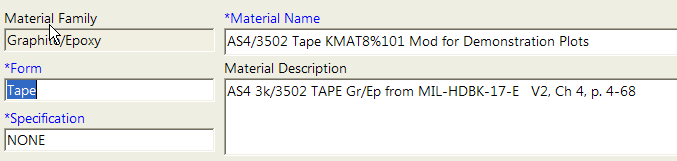 Material Family
Graphite/Epoxy
*Material Name
AS4/3502 Tape KMAT8%101 Mod for Demonstration Plots
*Form
Tape
Material Description
AS4 3k/3502 TAPE Gr/Ep from MIL-HDBK-17-E   V2, Ch 4, p. 4-68
*Specification
NONE